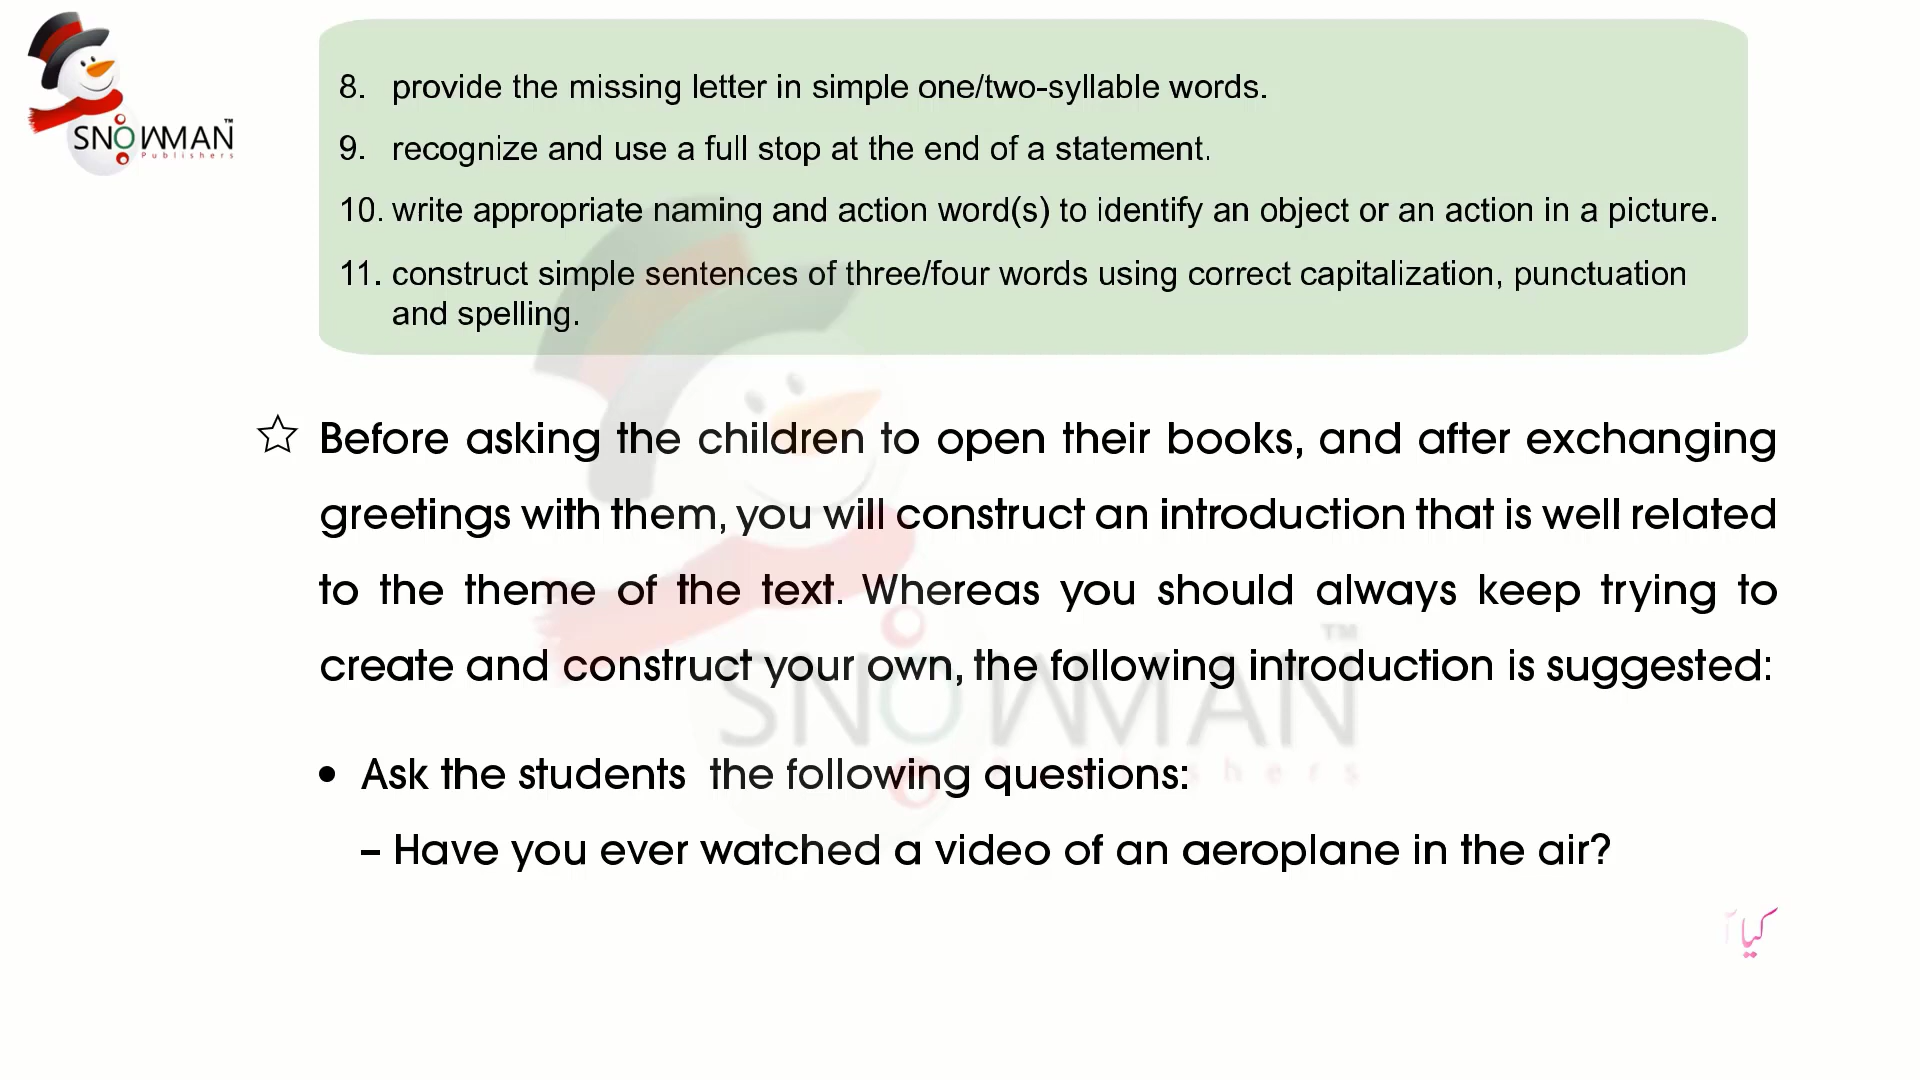 SNOWMAN
TM
Publishers
8. provide the missing letter in simple one/two-syllable words.
9. recognize and use a full stop at the end of a statement.
10. write appropriate naming and action word(s) to identify an object or an action in a picture.
11. construct simple sentences of three/four words using correct capitalization, punctuation
and spelling.
☆ Before asking the children to open their books, and after exchanging
greetings with them, you will construct an introduction that is well related
to the theme of the text. Whereas you should always keep trying to
create and construct your own, the following introduction is suggested:
TM
SNOWMAN
• Ask the students the following questions:
– Have you ever watched a video of an aeroplane in the air?
کیا